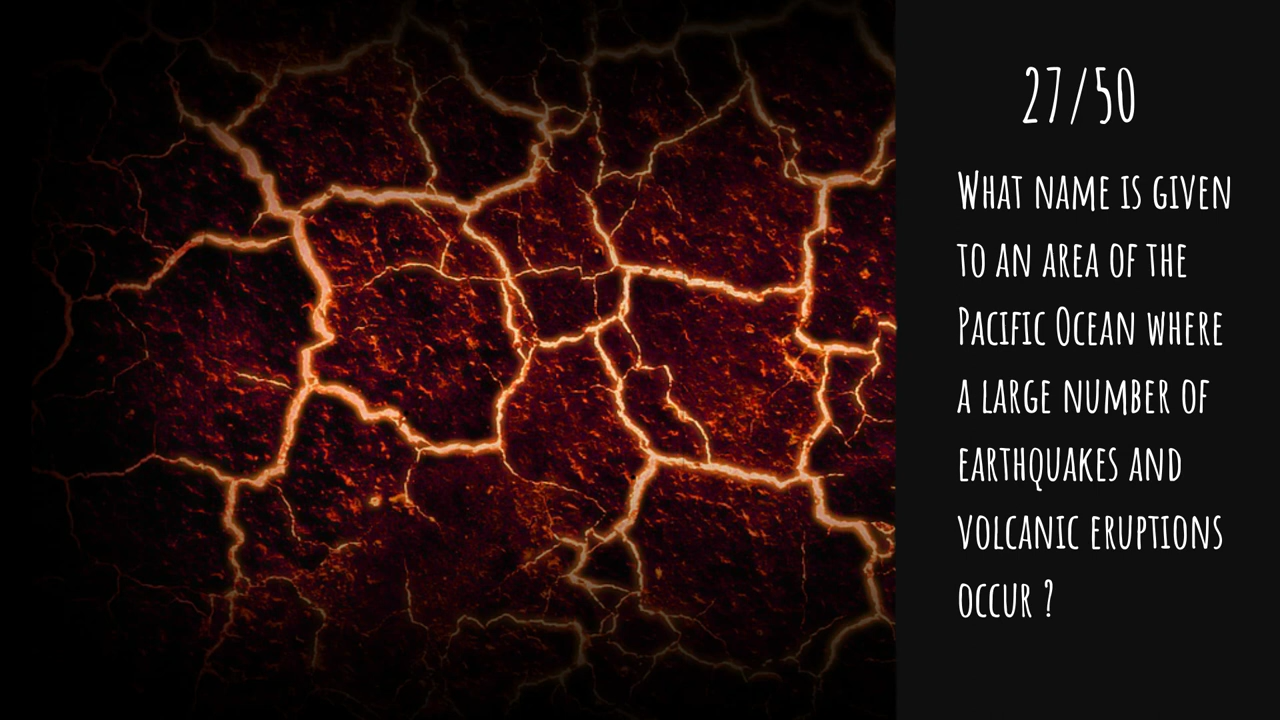 27/50
What name is given
to an area of the
Pacific Ocean where
a large number of
earthquakes and
volcanic eruptions
occur ?